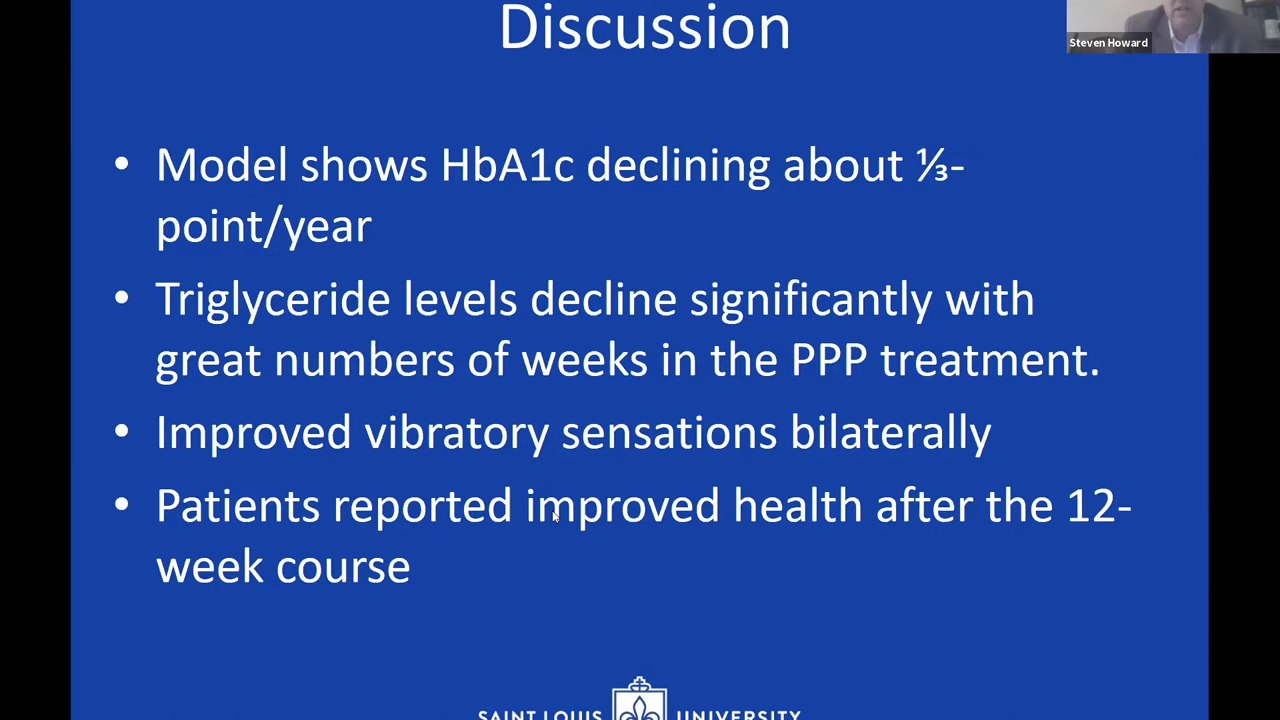 Discussion
Steven Howard
• Model shows HbA1c declining about ⅓-
point/year
• Triglyceride levels decline significantly with
great numbers of weeks in the PPP treatment.
• Improved vibratory sensations bilaterally
• Patients reported improved health after the 12-
week course
SAINT LOUIS UNIVERSITY